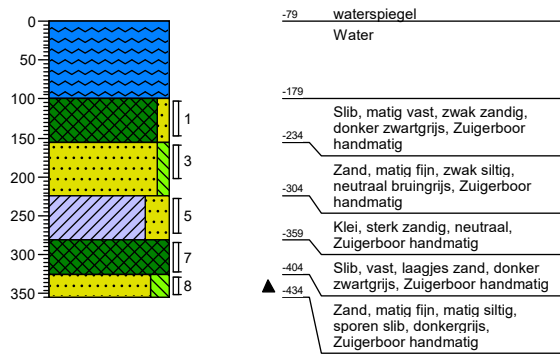 0
50
100
150
200
250
300
350
1
3
5
7
8
-79 waterspiegel
Water
-179
Slib, matig vast, zwak zandig,
donker zwartgrijs, Zuigerboor
handmatig
-234
Zand, matig fijn, zwak siltig,
neutraal bruingrijs, Zuigerboor
handmatig
-304
Klei, sterk zandig, neutraal,
Zuigerboor handmatig
-359
Slib, vast, laagjes zand, donker
zwartgrijs, Zuigerboor handmatig
-404
-434
Zand, matig fijn, matig siltig,
sporen slib, donkergrijs,
Zuigerboor handmatig